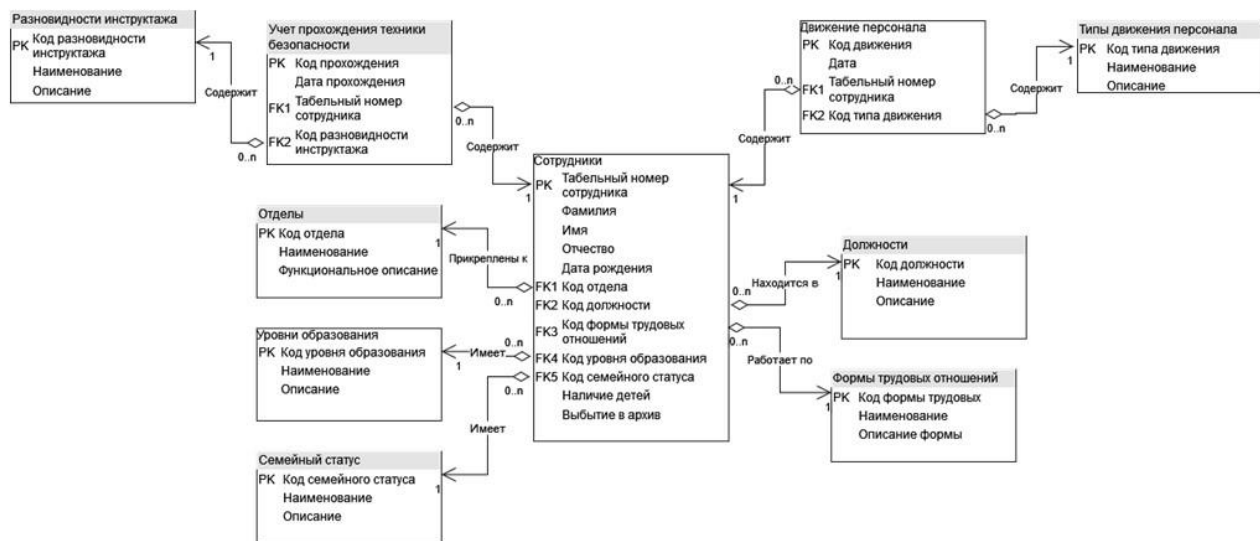 Разновидности инструктажа
PK Код разновидности
инструктажа
Наименование
Описание
1
Содержит
0..n
Учет прохождения техники
безопасности
PK Код прохождения
Дата прохождения
FK1 Табельный номер
сотрудника
FK2 Код разновидности
инструктажа
0..n
Содержит
1
Движение персонала
PK Код движения
Дата
FK1 Табельный номер
сотрудника
FK2 Код типа движения
0..n
Содержит
1
0..n
Содержит
1
Типы движения персонала
PK Код типа движения
Наименование
Описание
Сотрудники
PK Табельный номер
сотрудника
Фамилия
Имя
Отчество
Дата рождения
FK1 Код отдела
FK2 Код должности
FK3 Код формы трудовых
отношений
FK4 Код уровня образования
FK5 Код семейного статуса
Наличие детей
Выбытие в архив
Отделы
PK Код отдела
Наименование
Функциональное описание
1
Прикреплены к
0..n
Уровни образования
PK Код уровня образования
Наименование
Описание
1
Имеет
0..n
Семейный статус
PK Код семейного статуса
Наименование
Описание
1
Имеет
0..n
Должности
PK Код должности
Наименование
Описание
1
Находится в
0..n
Формы трудовых отношений
PK Код формы трудовых
Наименование
Описание формы
1
Работает по
0..n